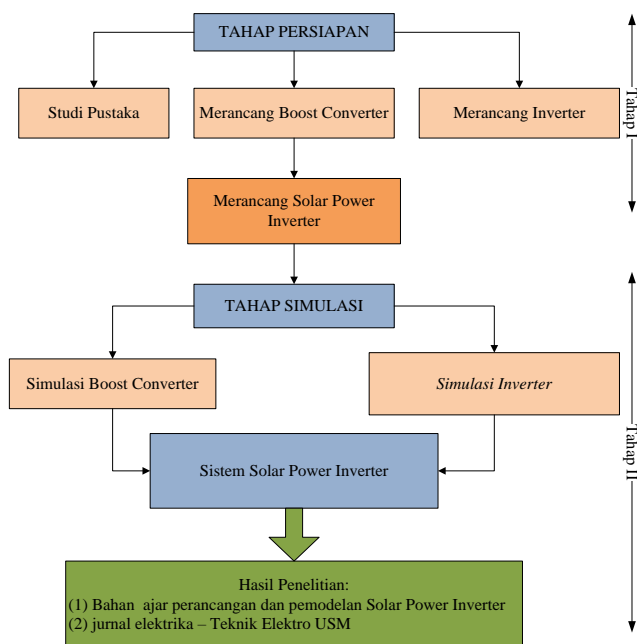 TAHAP PERSIAPAN
Studi Pustaka
Merancang Boost Converter
Merancang Inverter
Tahap I
Merancang Solar Power
Inverter
TAHAP SIMULASI
Simulasi Boost Converter
Simulasi Inverter
Tahap II
Sistem Solar Power Inverter
Hasil Penelitian:
(1) Bahan ajar perancangan dan pemodelan Solar Power Inverter
(2) jurnal elektrika – Teknik Elektro USM